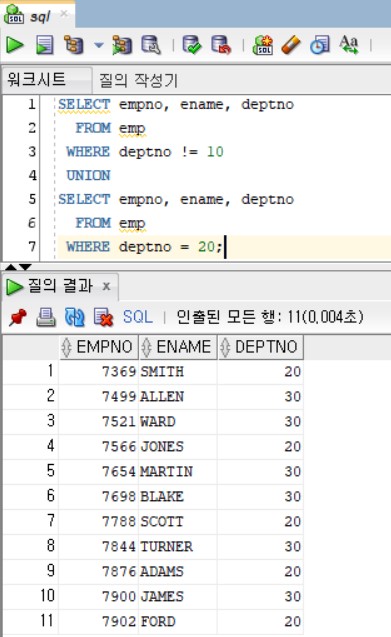 sql
워크시트 질의 작성기
1 SELECT empno, ename, deptno
2 FROM emp
3 WHERE deptno != 10
4 UNION
5 SELECT empno, ename, deptno
6 FROM emp
7 WHERE deptno = 20;
질의 결과 x
SQL | 인출된 모든 행: 11(0,004초)
EMPNO ENAME DEPTNO
1 7369 SMITH 20
2 7499 ALLEN 30
3 7521 WARD 30
4 7566 JONES 20
5 7654 MARTIN 30
6 7698 BLAKE 30
7 7788 SCOTT 20
8 7844 TURNER 30
9 7876 ADAMS 20
10 7900 JAMES 30
11 7902 FORD 20